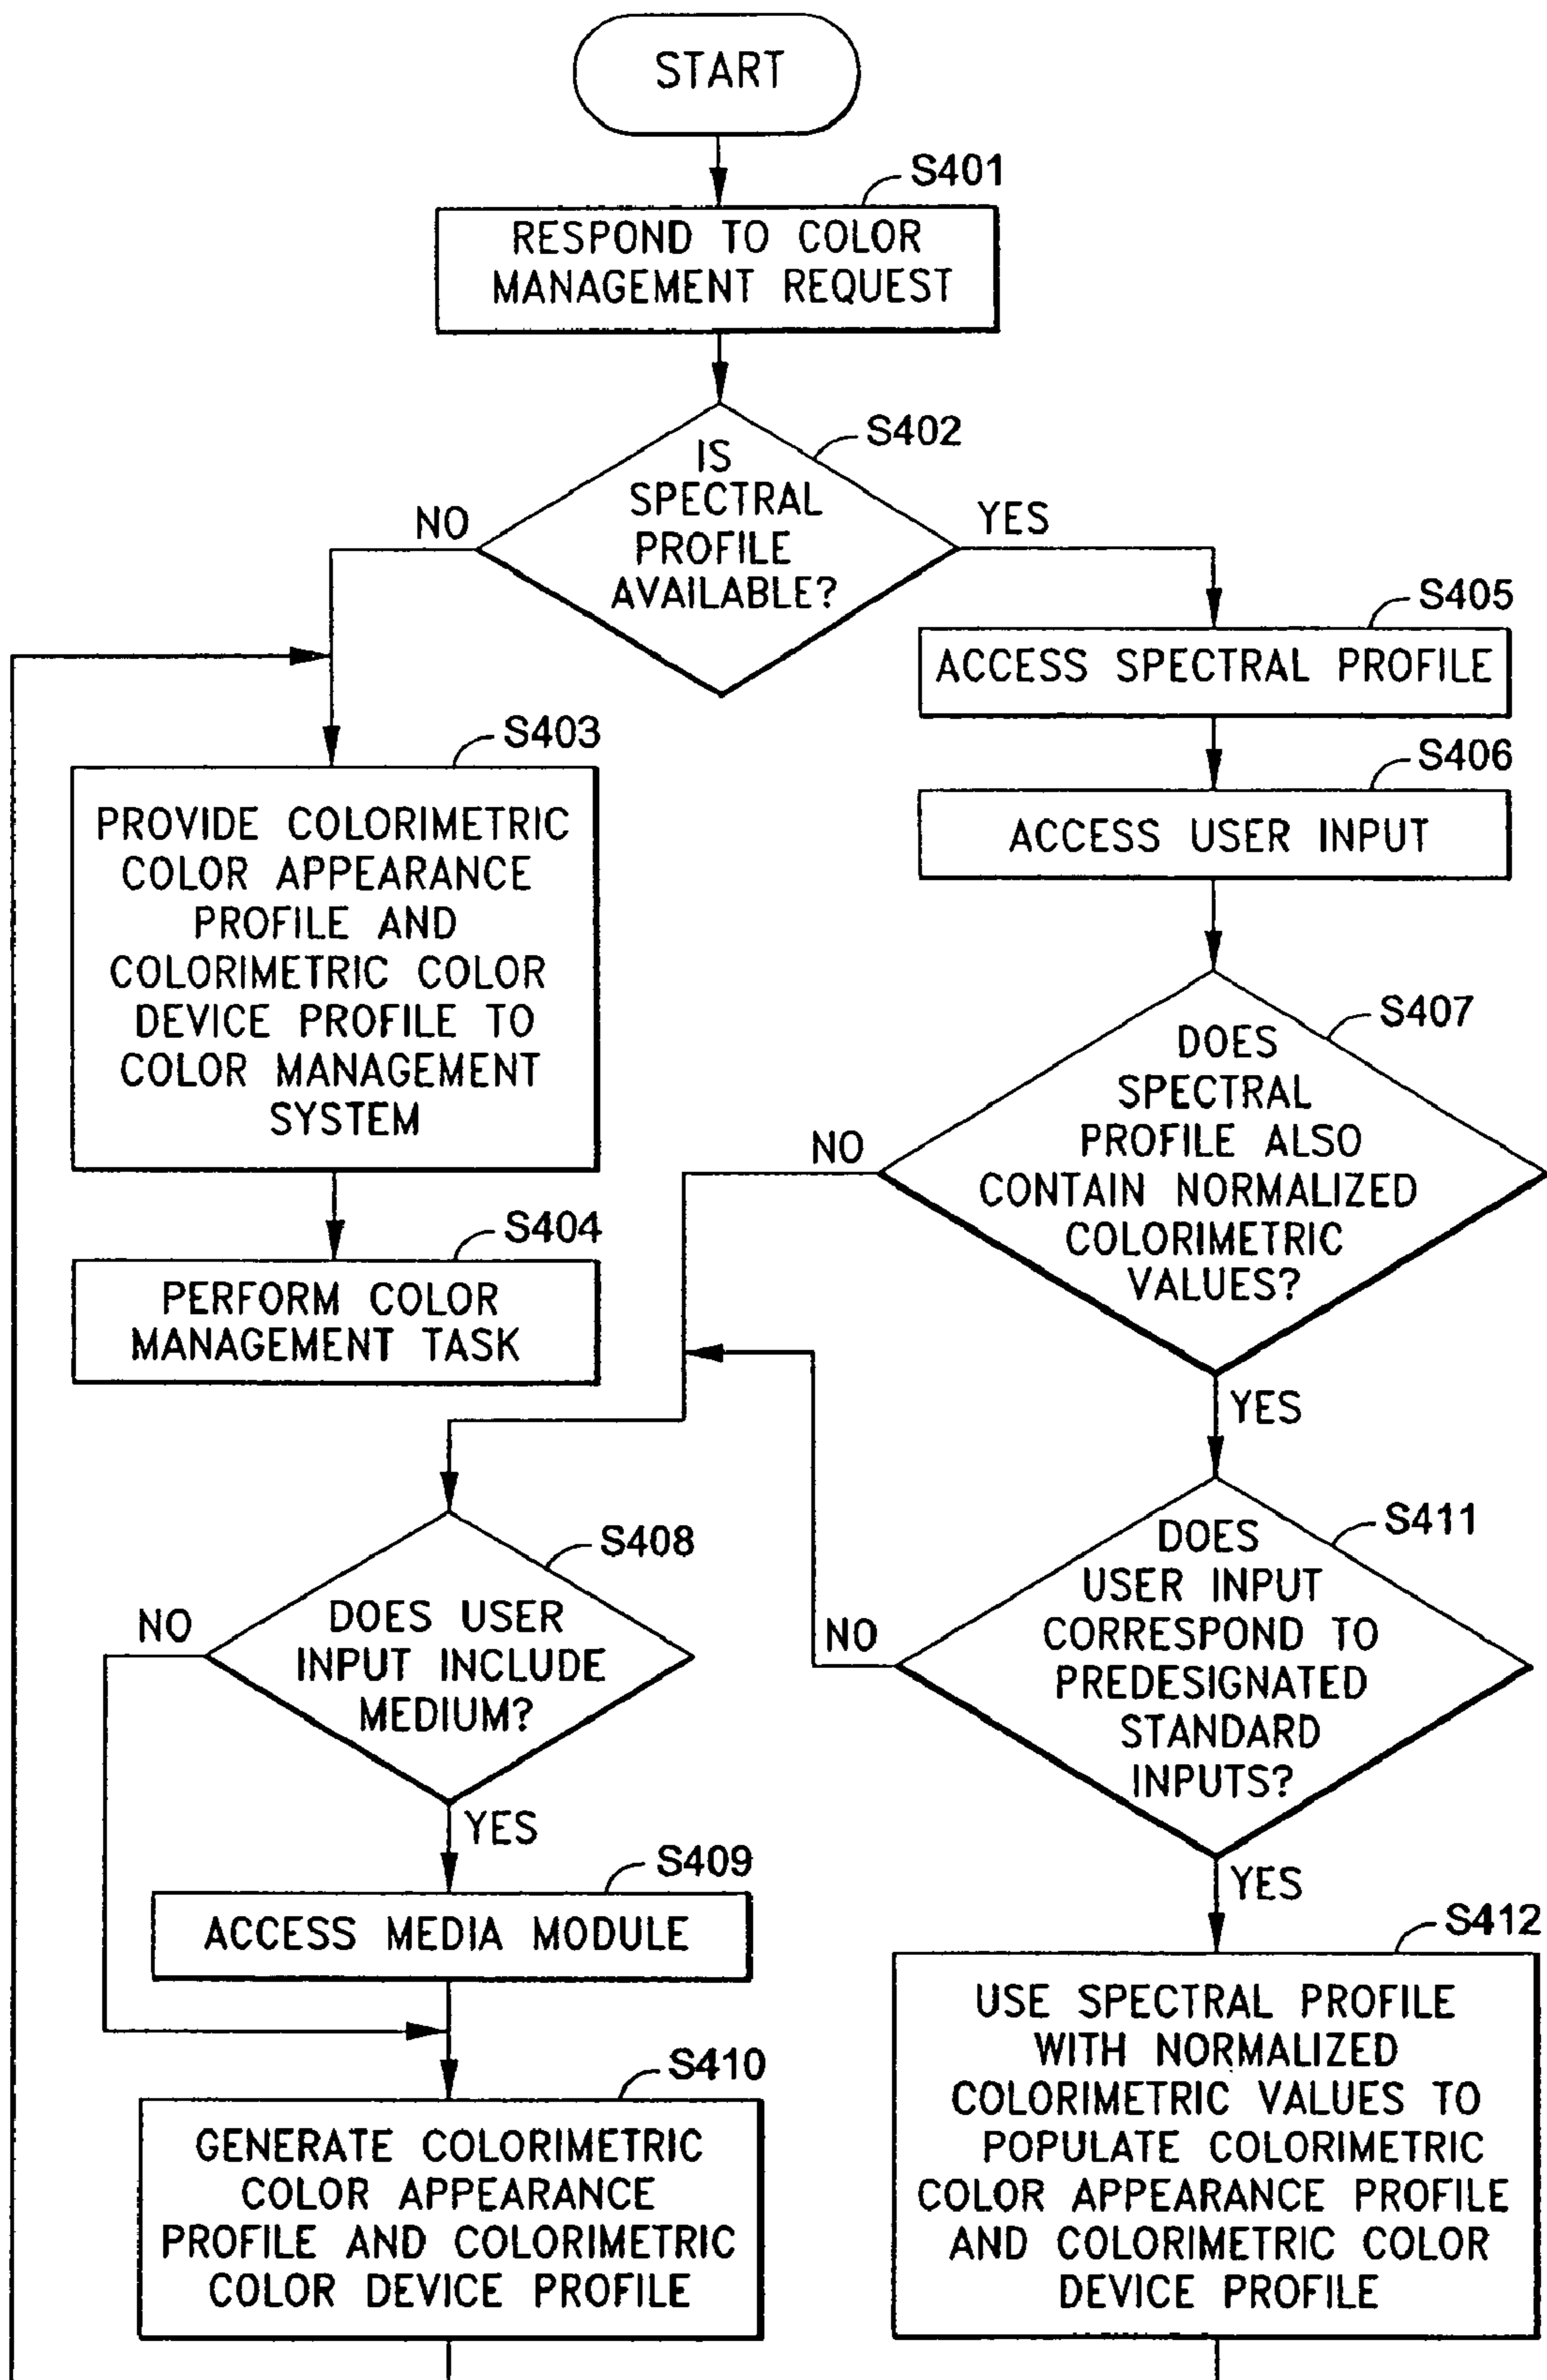 START
S401
RESPOND TO COLOR
MANAGEMENT REQUEST
S402
IS
SPECTRAL
PROFILE
AVAILABLE?
NO
YES
S405
ACCESS SPECTRAL PROFILE
S406
ACCESS USER INPUT
S403
PROVIDE COLORIMETRIC
COLOR APPEARANCE
PROFILE AND
COLORIMETRIC COLOR
DEVICE PROFILE TO
COLOR MANAGEMENT
SYSTEM
S404
PERFORM COLOR
MANAGEMENT TASK
S407
DOES
SPECTRAL
PROFILE ALSO
CONTAIN NORMALIZED
COLORIMETRIC
VALUES?
NO
YES
S411
DOES
USER INPUT
CORRESPOND TO
PREDESIGNATED
STANDARD
INPUTS?
NO
YES
S408
DOES USER
INPUT INCLUDE
MEDIUM?
NO
YES
S409
ACCESS MEDIA MODULE
S410
GENERATE COLORIMETRIC
COLOR APPEARANCE
PROFILE AND COLORIMETRIC
COLOR DEVICE PROFILE
S412
USE SPECTRAL PROFILE
WITH NORMALIZED
COLORIMETRIC VALUES TO
POPULATE COLORIMETRIC
COLOR APPEARANCE PROFILE
AND COLORIMETRIC COLOR
DEVICE PROFILE